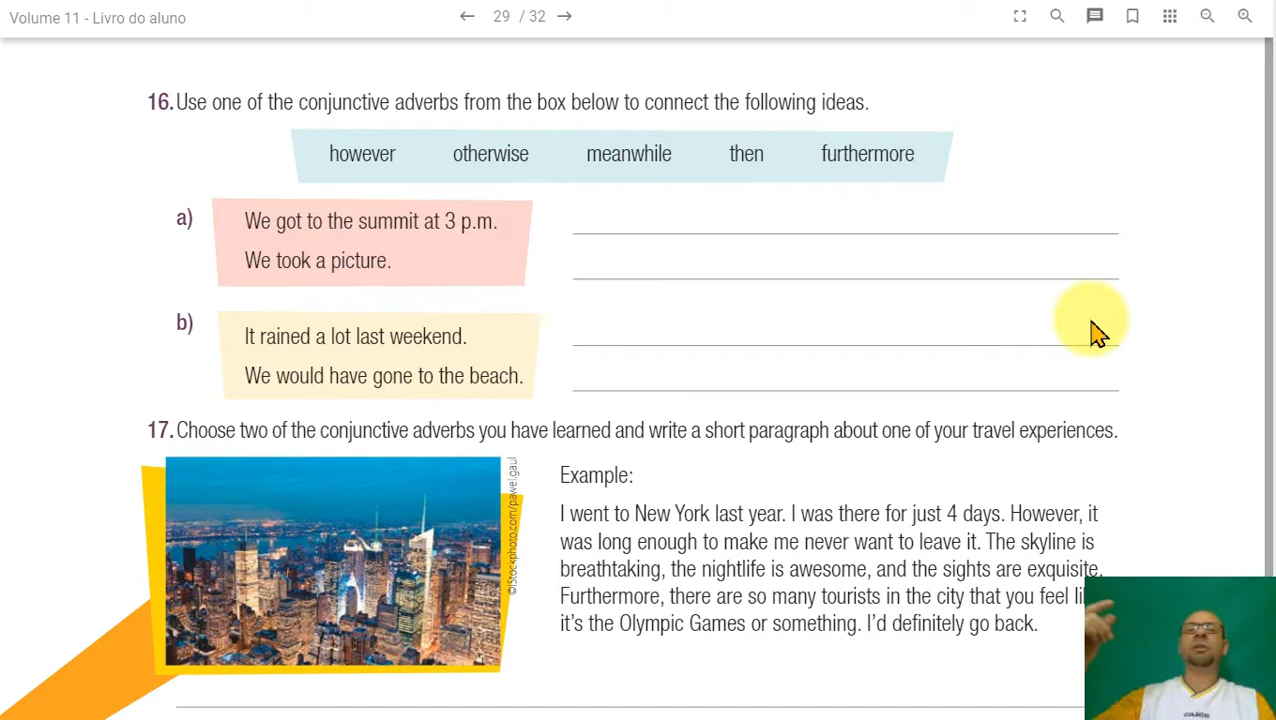 Volume 11 - Livro do aluno
29 / 32
16. Use one of the conjunctive adverbs from the box below to connect the following ideas.
however otherwise meanwhile then furthermore
a) We got to the summit at 3 p.m.
We took a picture.
b) It rained a lot last weekend.
We would have gone to the beach.
17. Choose two of the conjunctive adverbs you have learned and write a short paragraph about one of your travel experiences.
©iStockphoto.com/pawel.gaul
Example:
I went to New York last year. I was there for just 4 days. However, it
was long enough to make me never want to leave it. The skyline is
breathtaking, the nightlife is awesome, and the sights are exquisite.
Furthermore, there are so many tourists in the city that you feel li
it's the Olympic Games or something. I'd definitely go back.
COLÉGIO